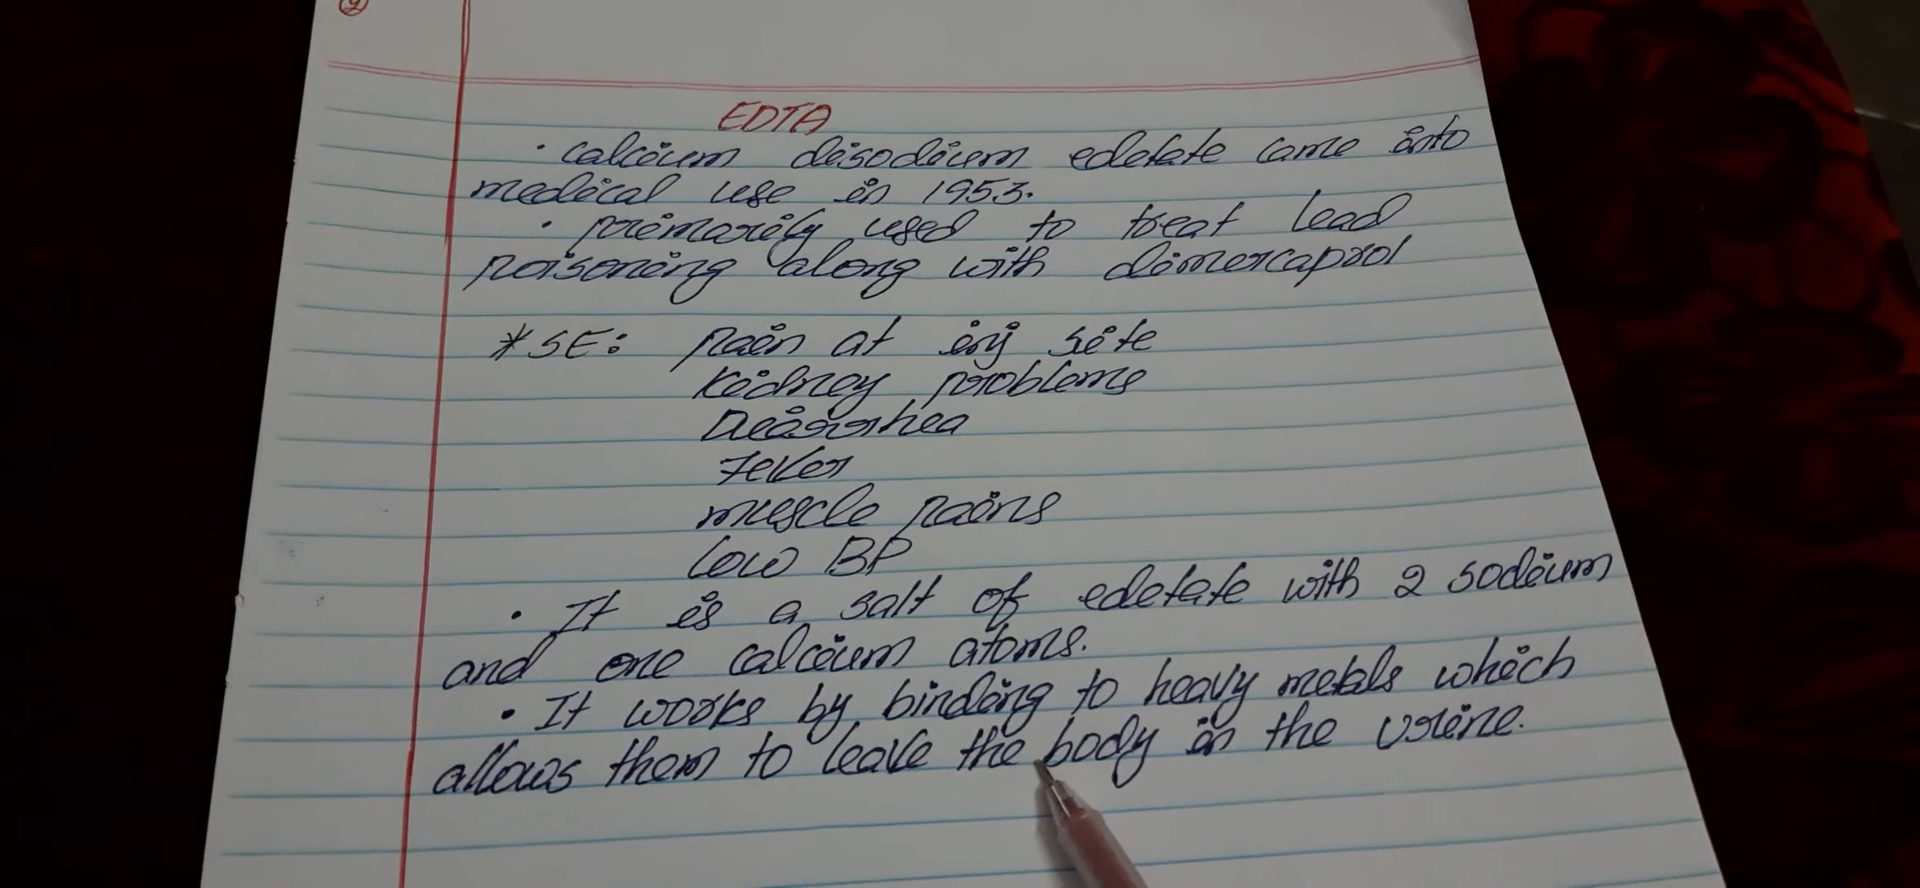 EDTA
• calcium disodium edetate came into
medical use in 1953.
• primarily used to treat lead
poisoning along with dimercaprol
* SE: pain at inj site
Kidney problems
Diarrhea
Fever
muscle pains
low BP
• It is a salt of edetate with 2 sodium
and one calcium atoms.
• It works by binding to heavy metals which
allows them to leave the body in the urine.